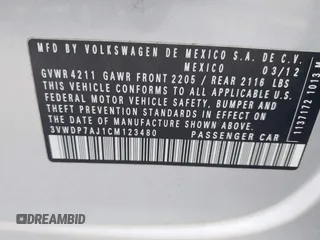 MFD BY VOLKSWAGEN DE MEXICO S.A. DE C.V.
MEXICO 03/12
GVWR 4211 GAWR FRONT 2205 / REAR 2116 LBS
THIS VEHICLE CONFORMS TO ALL APPLICABLE U.S.
FEDERAL MOTOR VEHICLE SAFETY, BUMPER AND
THEFT PREVENTION STANDARDS IN EFFECT ON THE
DATE OF MANUFACTURE SHOWN ABOVE.
3VWDP7AJ1CM123480 PASSENGER CAR
1137172 1013 M
DREAMBID